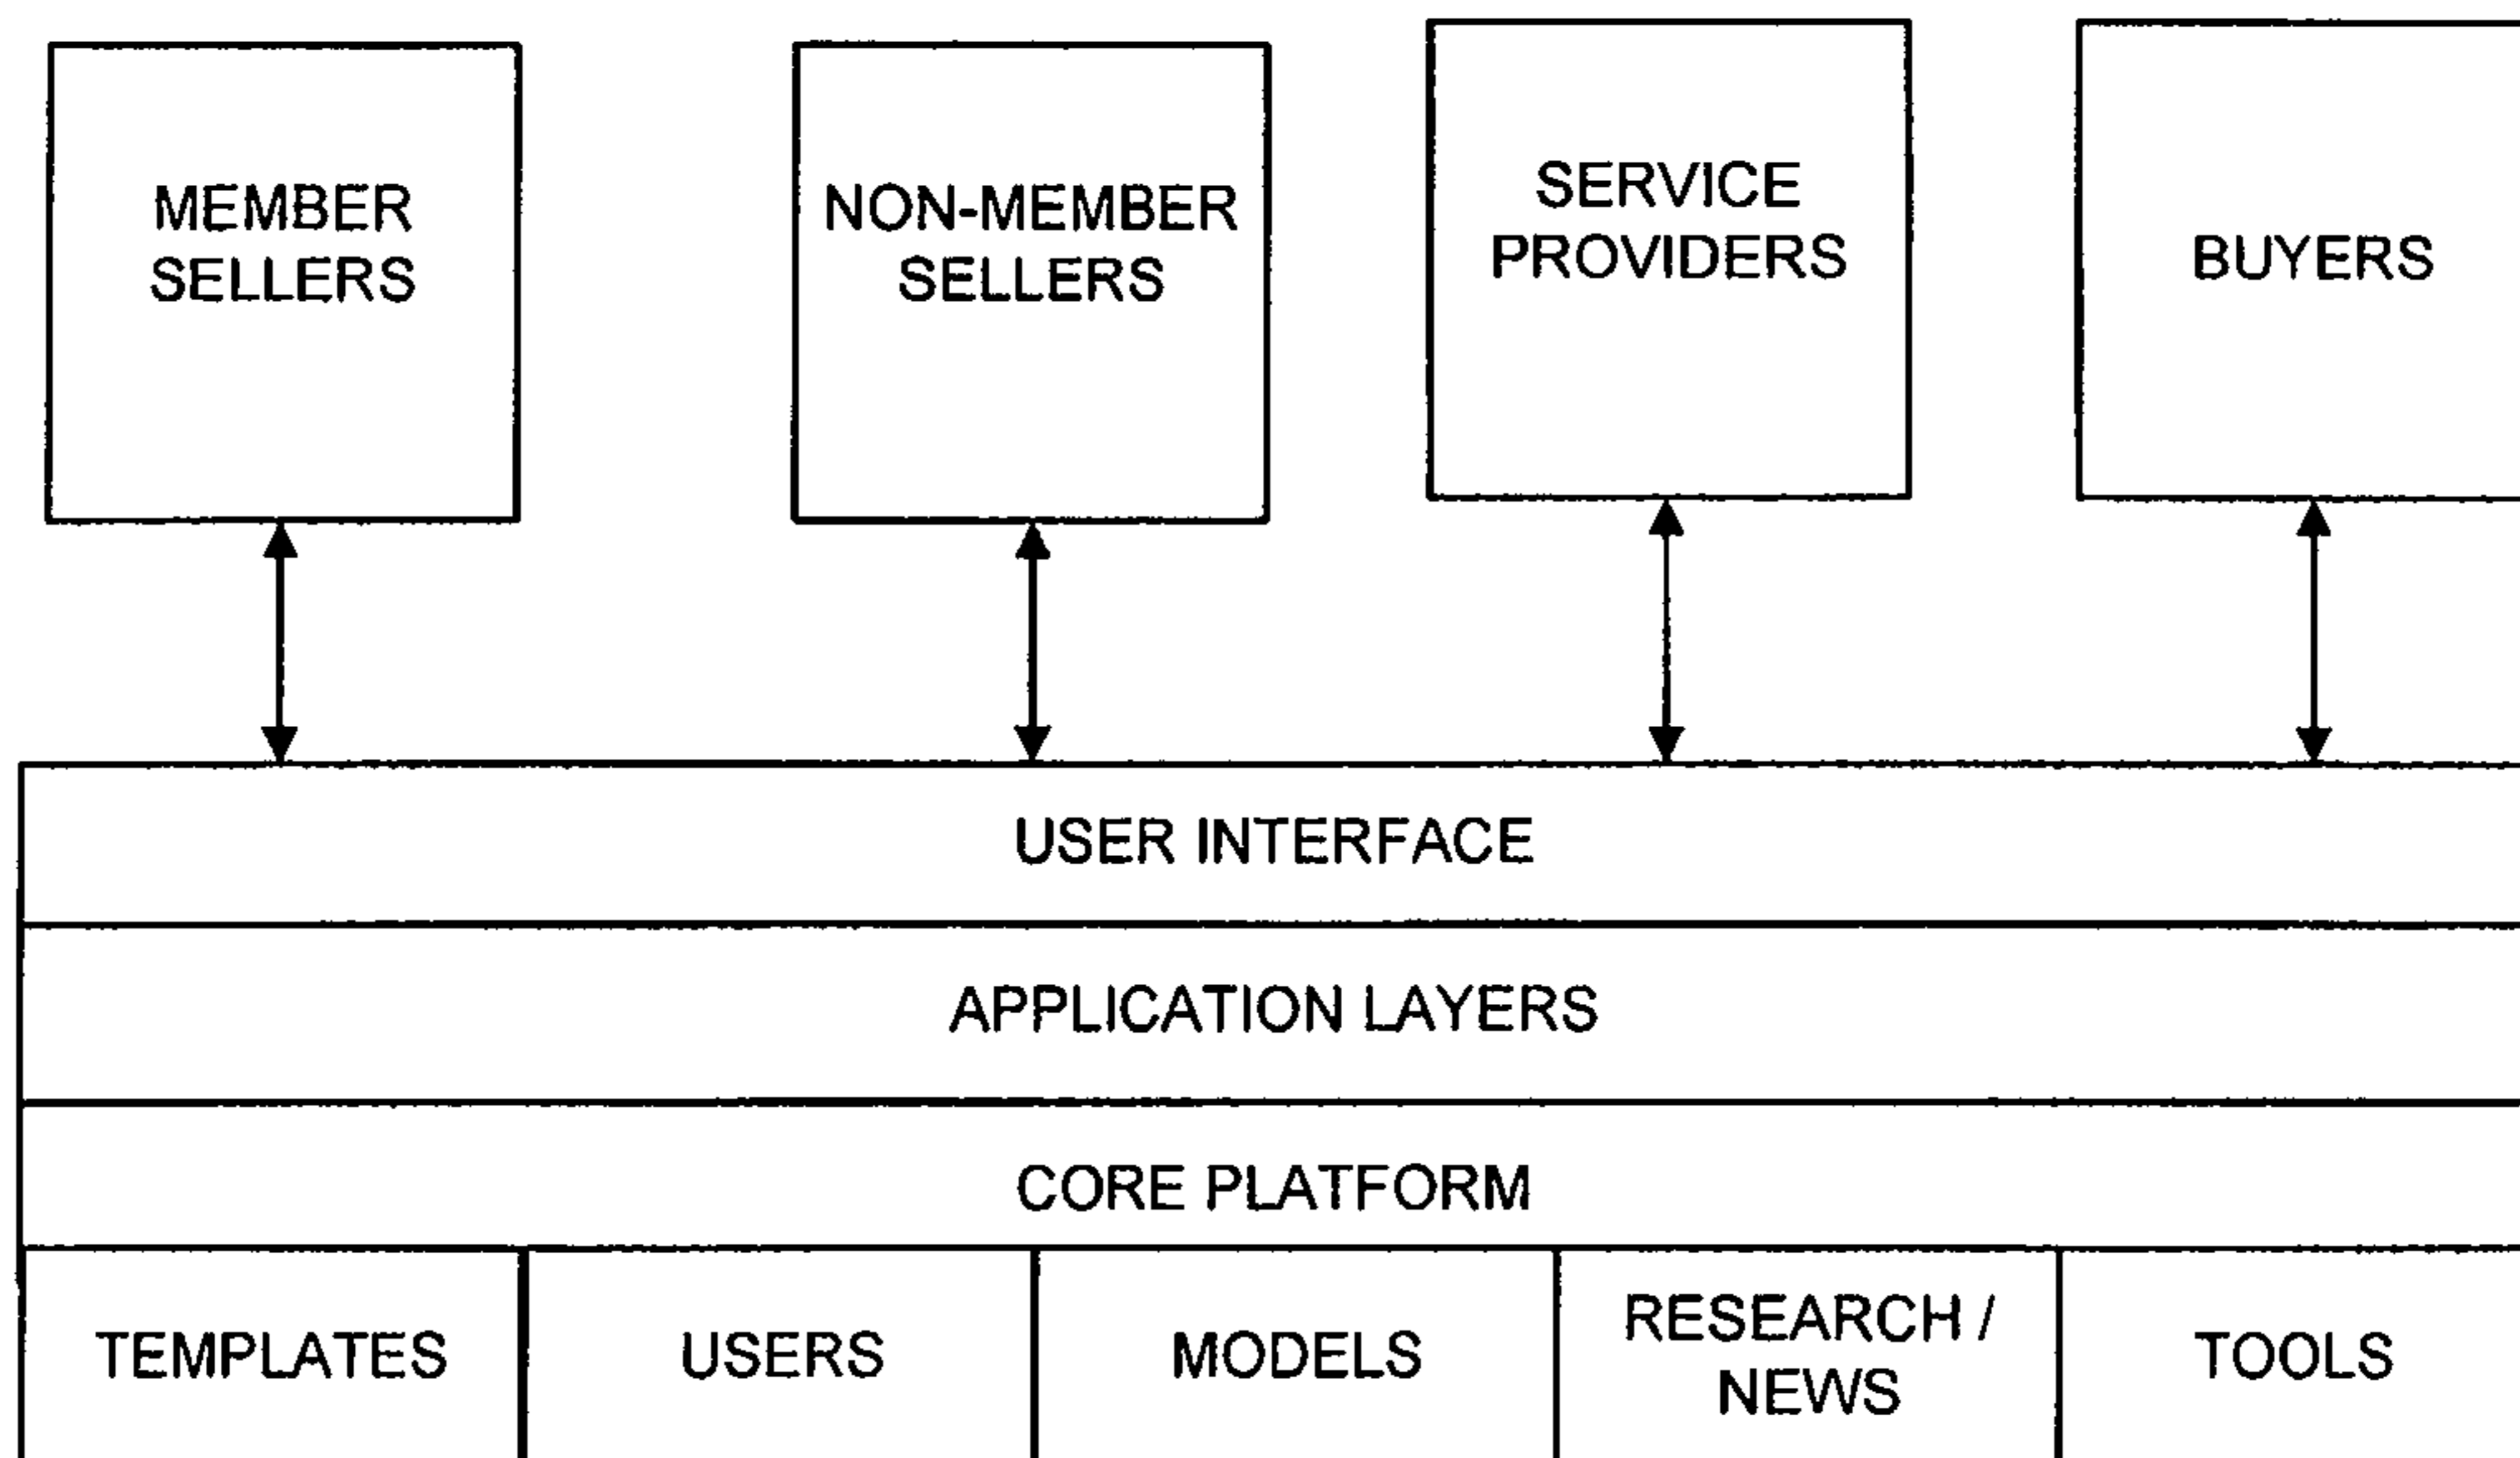 MEMBER
SELLERS
NON-MEMBER
SELLERS
SERVICE
PROVIDERS
BUYERS
USER INTERFACE
APPLICATION LAYERS
CORE PLATFORM
TEMPLATES
USERS
MODELS
RESEARCH /
NEWS
TOOLS